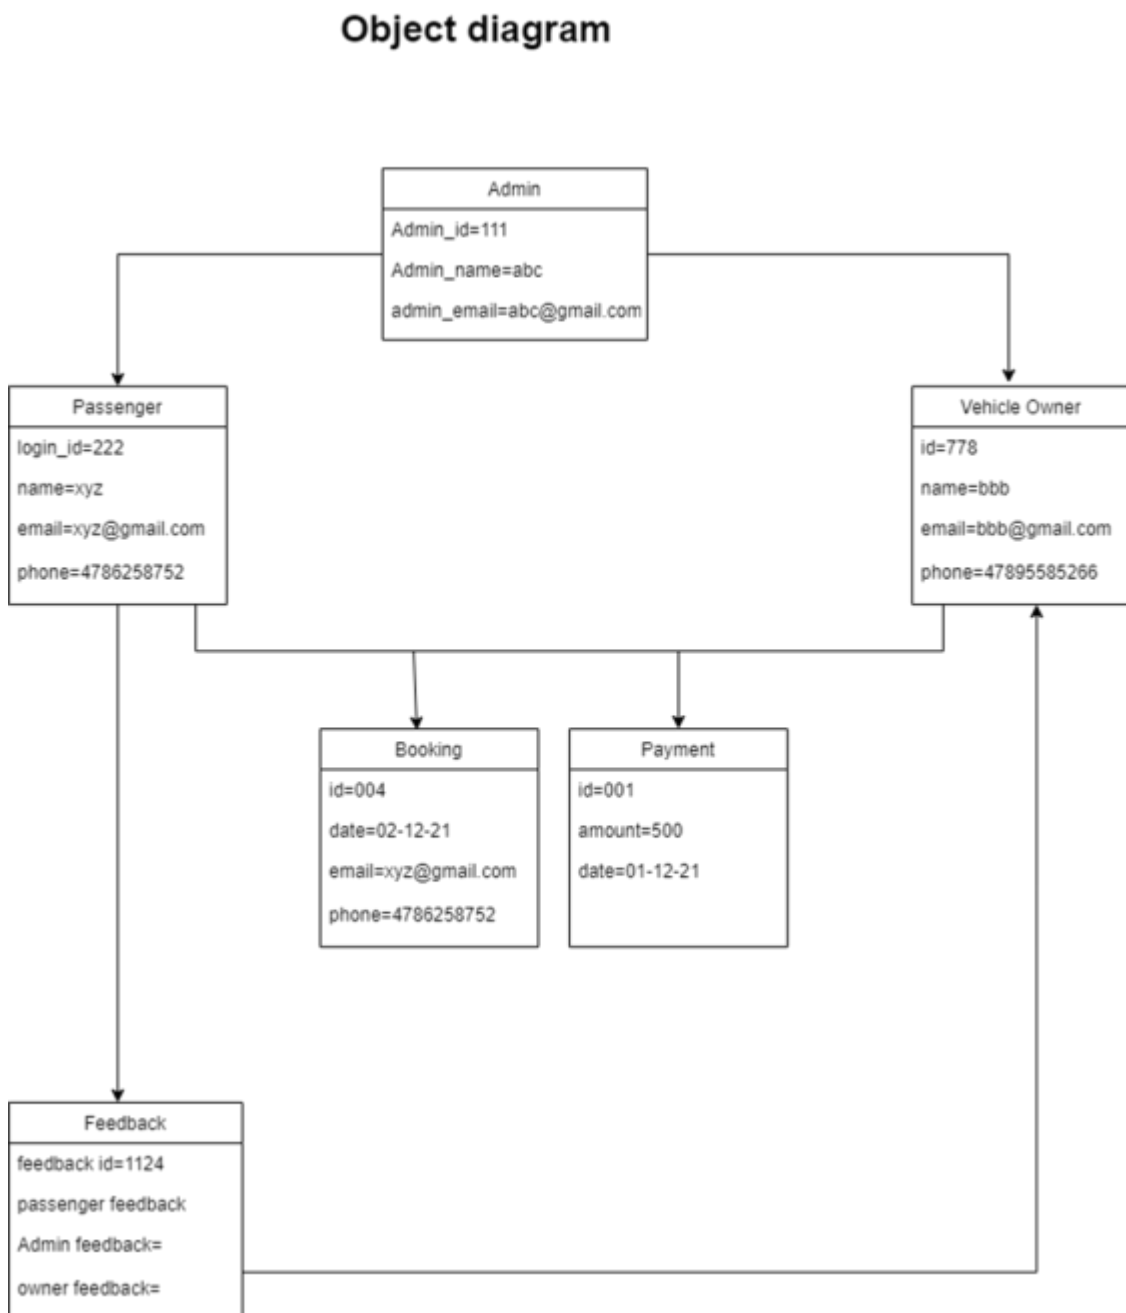 Object diagram
Admin
Admin_id=111
Admin_name=abc
admin_email=abc@gmail.com
Passenger
login_id=222
name=xyz
email=xyz@gmail.com
phone=4786258752
Vehicle Owner
id=778
name=bbb
email=bbb@gmail.com
phone=47895585266
Booking
id=004
date=02-12-21
email=xyz@gmail.com
phone=4786258752
Payment
id=001
amount=500
date=01-12-21
Feedback
feedback id=1124
passenger feedback
Admin feedback=
owner feedback=